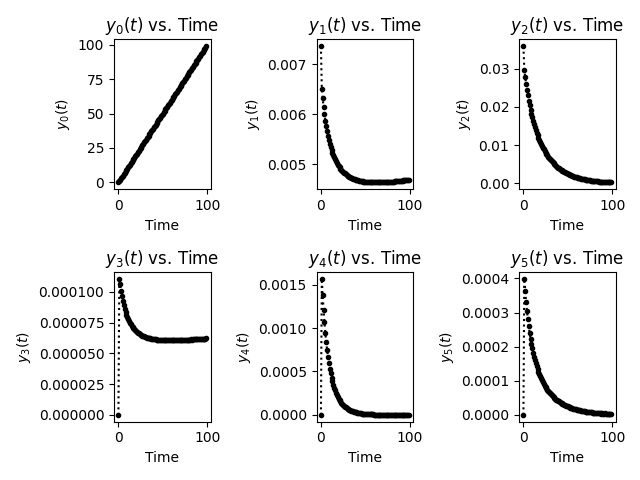 y₀(t) vs. Time
y₁(t) vs. Time
y₂(t) vs. Time
100
75
50
25
0
y₀(t)
0
100
Time
0.007
0.006
0.005
y₁(t)
0
100
Time
0.03
0.02
0.01
0.00
y₂(t)
0
100
Time
y₃(t) vs. Time
y₄(t) vs. Time
y₅(t) vs. Time
0.000100
0.000075
0.000050
0.000025
0.000000
y₃(t)
0
100
Time
0.0015
0.0010
0.0005
0.0000
y₄(t)
0
100
Time
0.0004
0.0003
0.0002
0.0001
0.0000
y₅(t)
0
100
Time